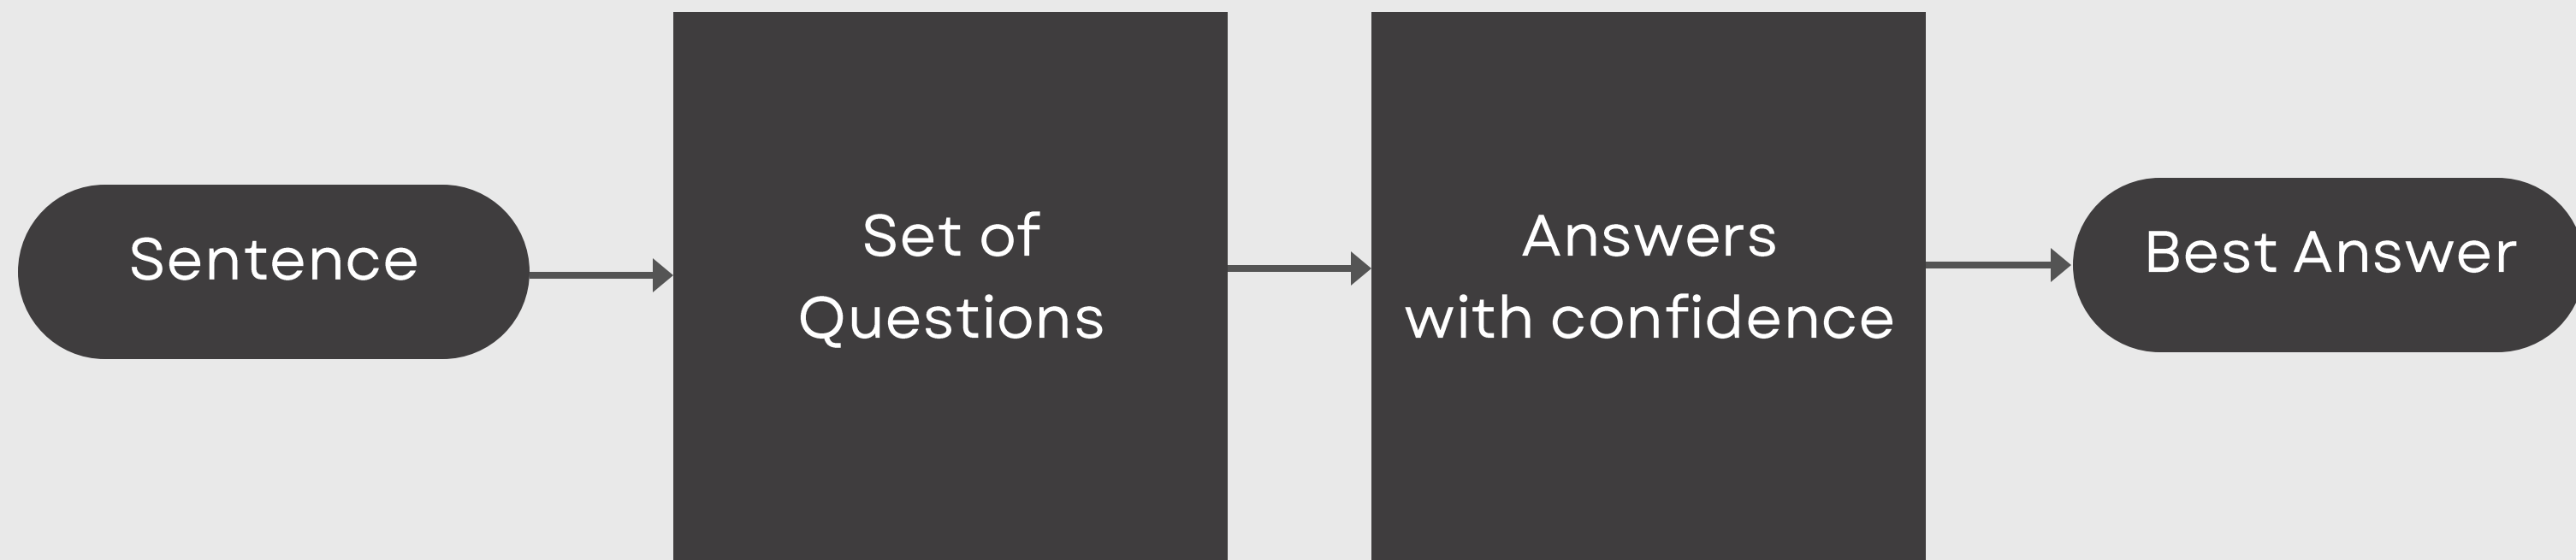 Sentence
Set of
Questions
Answers
with confidence
Best Answer